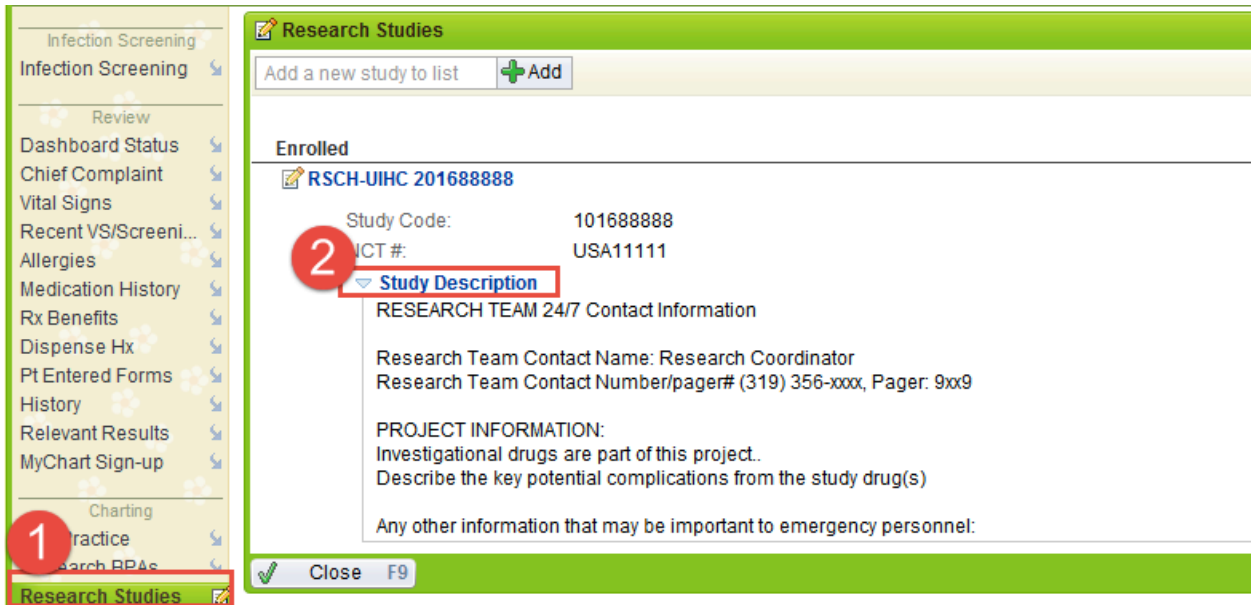 Infection Screening
Infection Screening
Review
Dashboard Status
Chief Complaint
Vital Signs
Recent VS/Screeni...
Allergies
Medication History
Rx Benefits
Dispense Hx
Pt Entered Forms
History
Relevant Results
MyChart Sign-up
Charting
1
BPAs
Research Studies
Research Studies
Add a new study to list Add
Enrolled
RSCH-UIHC 201688888
Study Code: 101688888
2 NCT #: USA11111
Study Description
RESEARCH TEAM 24/7 Contact Information
Research Team Contact Name: Research Coordinator
Research Team Contact Number/pager# (319) 356-xxxx, Pager: 9xx9
PROJECT INFORMATION:
Investigational drugs are part of this project..
Describe the key potential complications from the study drug(s)
Any other information that may be important to emergency personnel:
Close F9